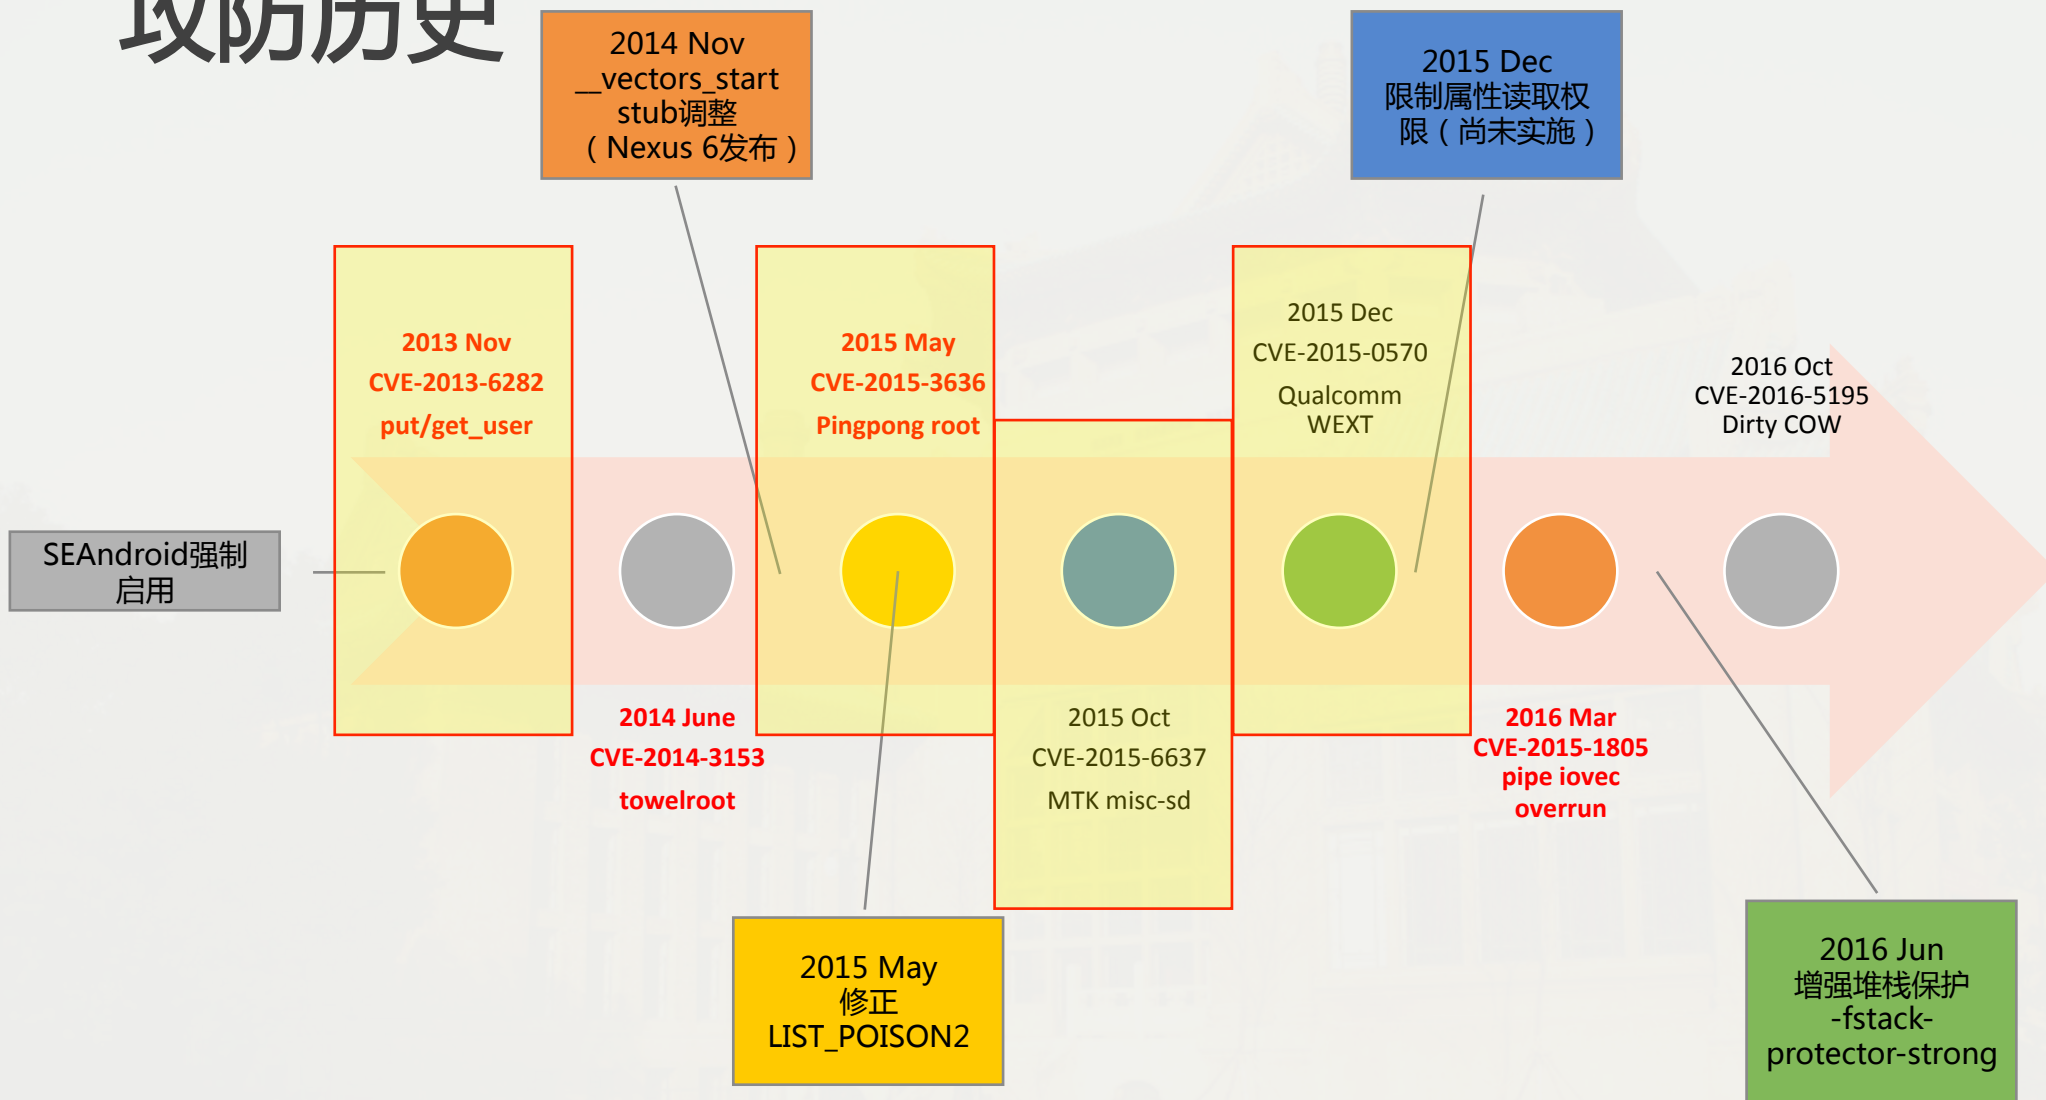 攻防历史
2014 Nov
__vectors_start
stub调整
（Nexus 6发布）
2015 Dec
限制属性读取权
限（尚未实施）
2013 Nov
CVE-2013-6282
put/get_user
2015 May
CVE-2015-3636
Pingpong root
2015 Dec
CVE-2015-0570
Qualcomm
WEXT
2016 Oct
CVE-2016-5195
Dirty COW
SEAndroid强制
启用
2014 June
CVE-2014-3153
towelroot
2015 Oct
CVE-2015-6637
MTK misc-sd
2016 Mar
CVE-2015-1805
pipe iovec
overrun
2015 May
修正
LIST_POISON2
2016 Jun
增强堆栈保护
-fstack-
protector-strong